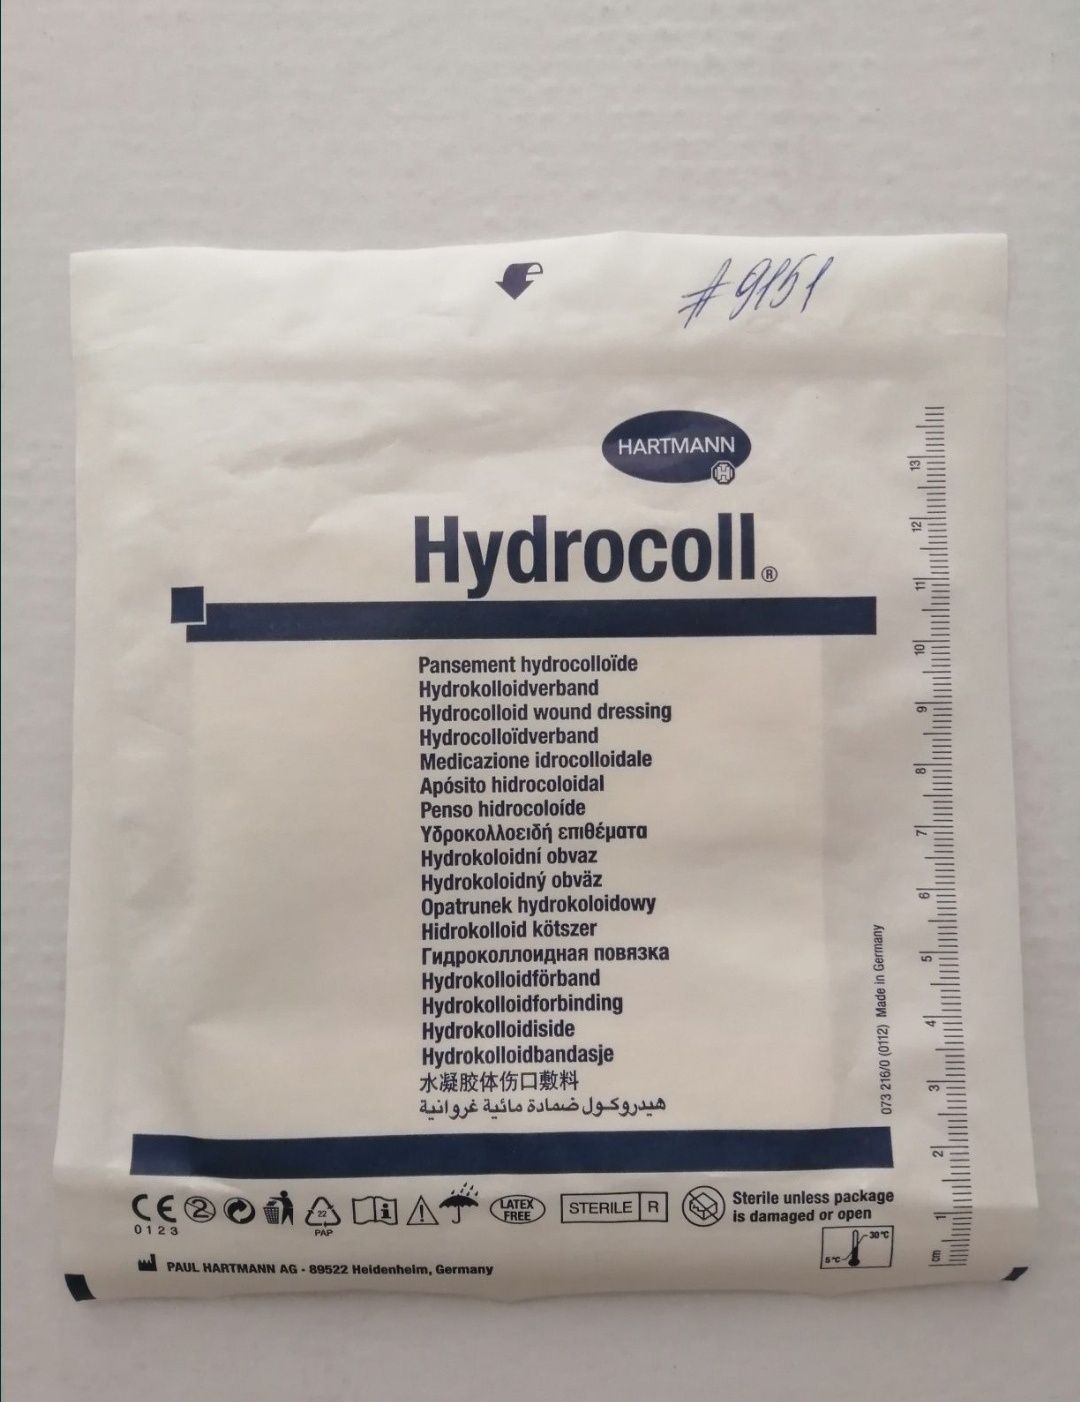 #9151
HARTMANN
Hydrocoll®
Pansement hydrocolloïde
Hydrokolloidverband
Hydrocolloid wound dressing
Hydrocolloïdverband
Medicazione idrocolloidale
Apósito hidrocoloidal
Penso hidrocoloíde
Υδροκολλοειδή επιθέματα
Hydrokoloidní obvaz
Hydrokoloidný obväz
Opatrunek hydrokoloidowy
Hidrokolloid kötszer
Гидроколлоидная повязка
Hydrokolloidförband
Hydrokolloidforbinding
Hydrokolloidiside
Hydrokolloidbandasje
水凝胶体伤口敷料
هيدروكـول ضمادة مائية غروانية
073 216/0 (0112) Made in Germany
13
12
11
10
9
8
7
6
5
4
3
2
1
cm
CE
0123
2
22
PAP
i
LATEX
FREE
STERILE R
Sterile unless package
is damaged or open
30°C
5°C
PAUL HARTMANN AG - 89522 Heidenheim, Germany